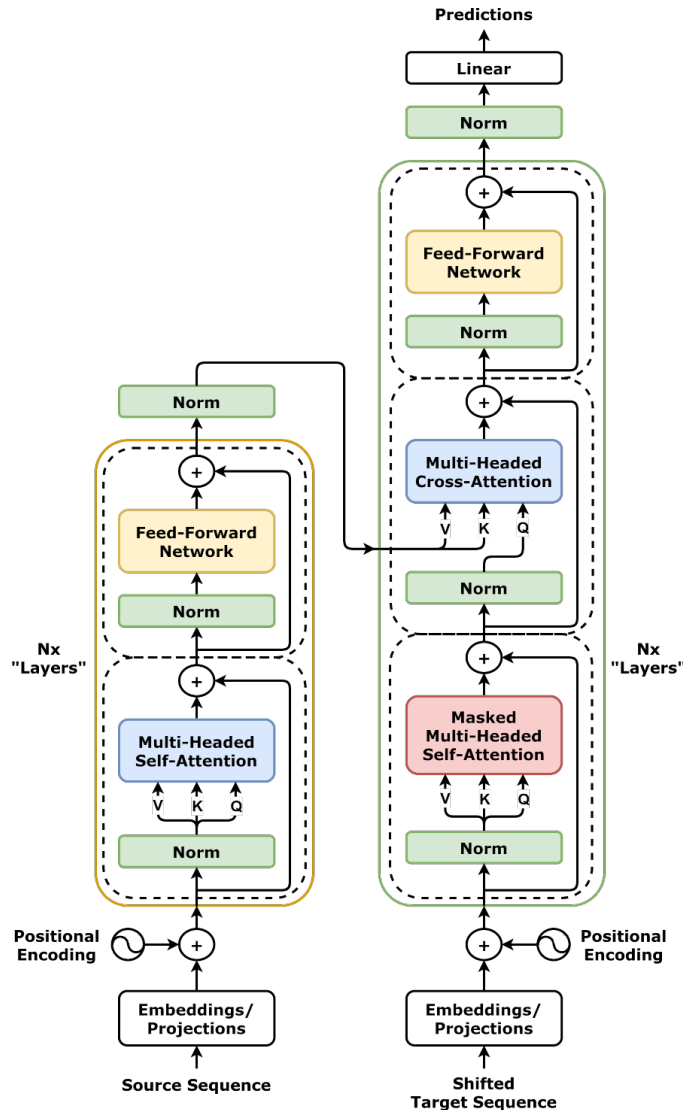 Predictions
Linear
Norm
+
Feed-Forward
Network
Norm
+
Multi-Headed
Cross-Attention
V K Q
Norm
+
Masked
Multi-Headed
Self-Attention
V K Q
Norm
Nx
"Layers"
+
Positional
Encoding
Embeddings/
Projections
Shifted
Target Sequence
Norm
+
Feed-Forward
Network
Norm
+
Multi-Headed
Self-Attention
V K Q
Norm
Nx
"Layers"
Positional
Encoding
+
Embeddings/
Projections
Source Sequence